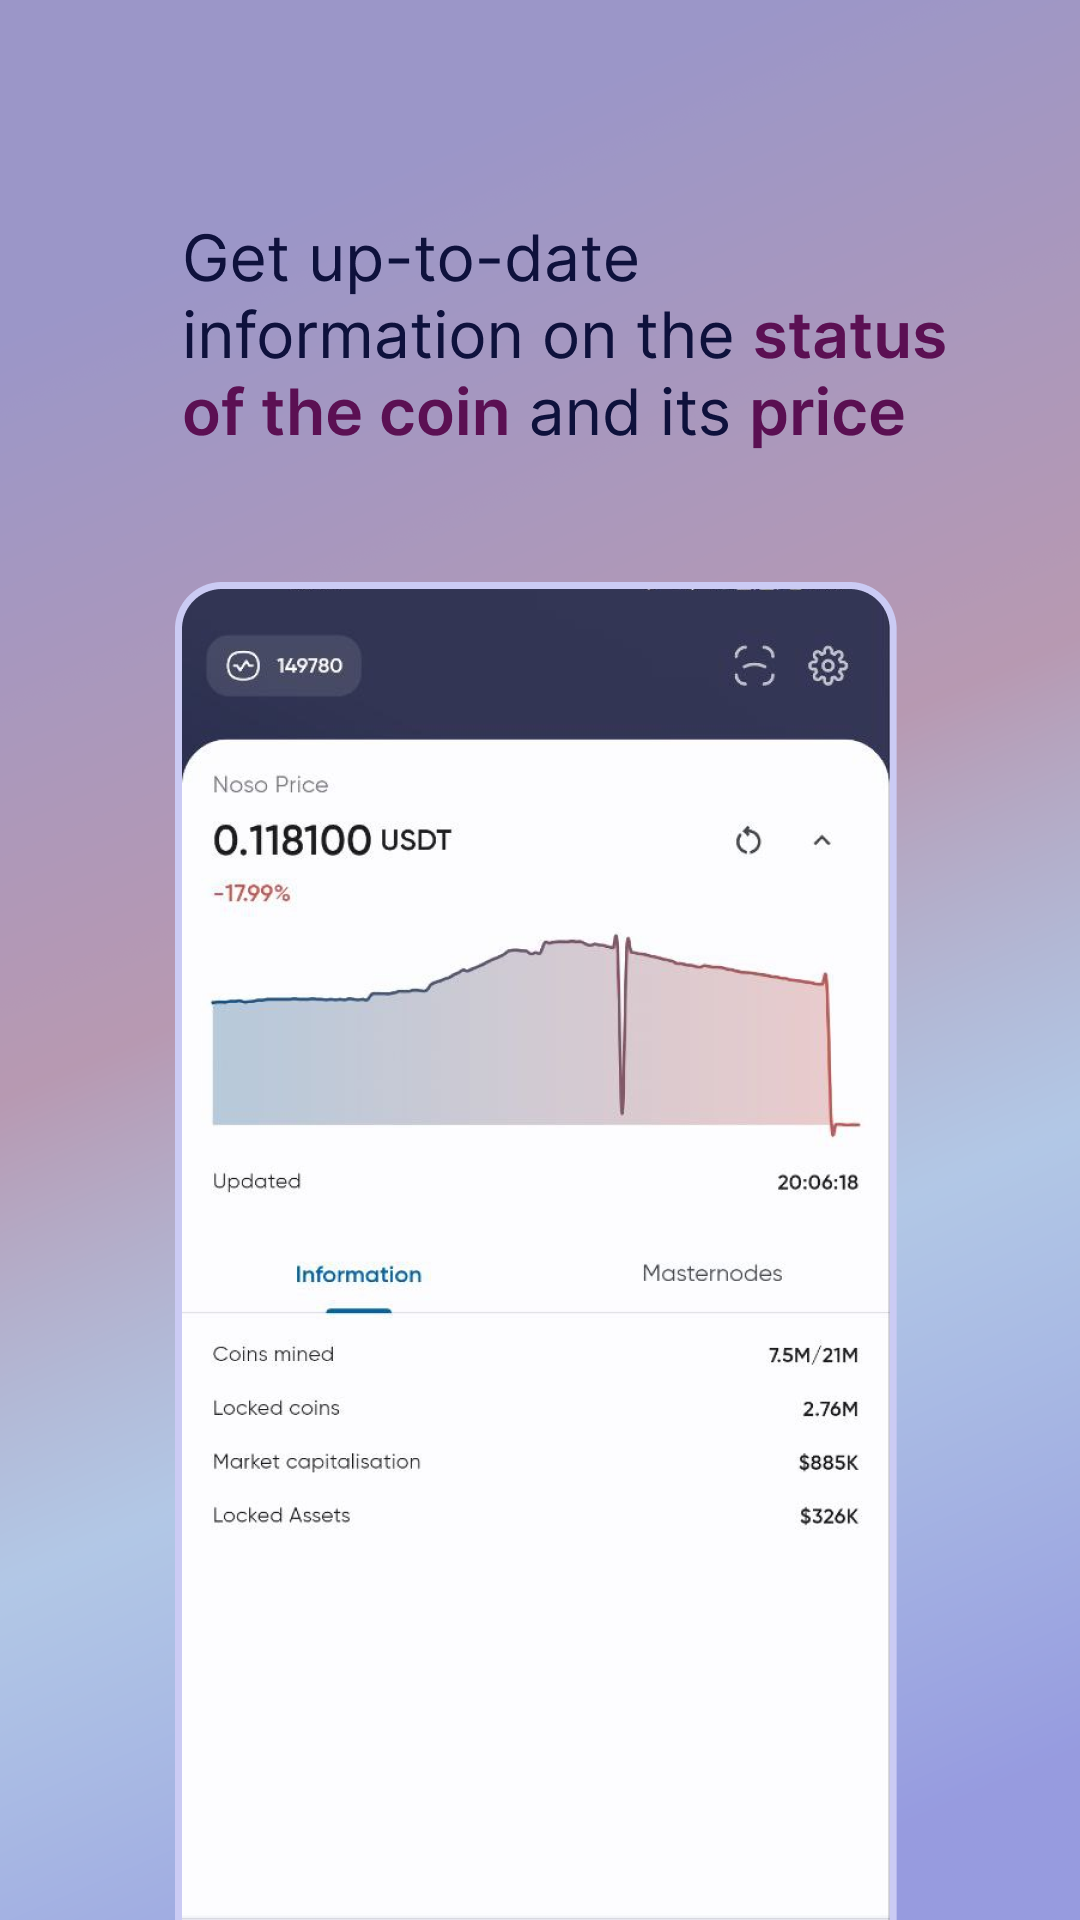 Get up-to-date
information on the status
of the coin and its price
149780
Noso Price
0.118100 USDT
-17.99%
Updated 20:06:18
Information Masternodes
Coins mined 7.5M/21M
Locked coins 2.76M
Market capitalisation $885K
Locked Assets $326K